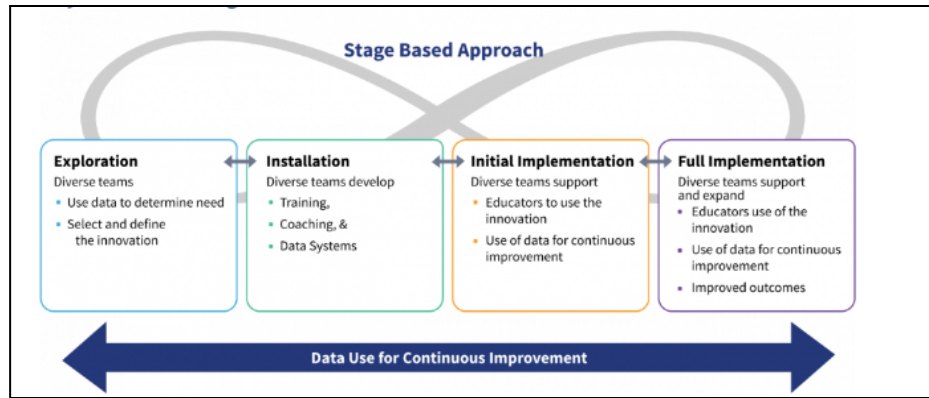 Stage Based Approach
Exploration
Diverse teams
• Use data to determine need
• Select and define
the innovation
Installation
Diverse teams develop
• Training,
• Coaching, &
• Data Systems
Initial Implementation
Diverse teams support
• Educators to use the
innovation
• Use of data for continuous
improvement
Full Implementation
Diverse teams support
and expand
• Educators use of the
innovation
• Use of data for continuous
improvement
• Improved outcomes
Data Use for Continuous Improvement